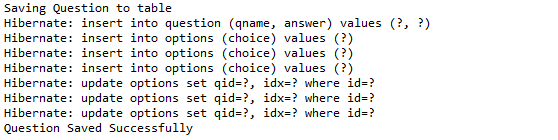 Saving Question to table
Hibernate: insert into question (qname, answer) values (?, ?)
Hibernate: insert into options (choice) values (?)
Hibernate: insert into options (choice) values (?)
Hibernate: insert into options (choice) values (?)
Hibernate: update options set qid=?, idx=? where id=?
Hibernate: update options set qid=?, idx=? where id=?
Hibernate: update options set qid=?, idx=? where id=?
Question Saved Successfully